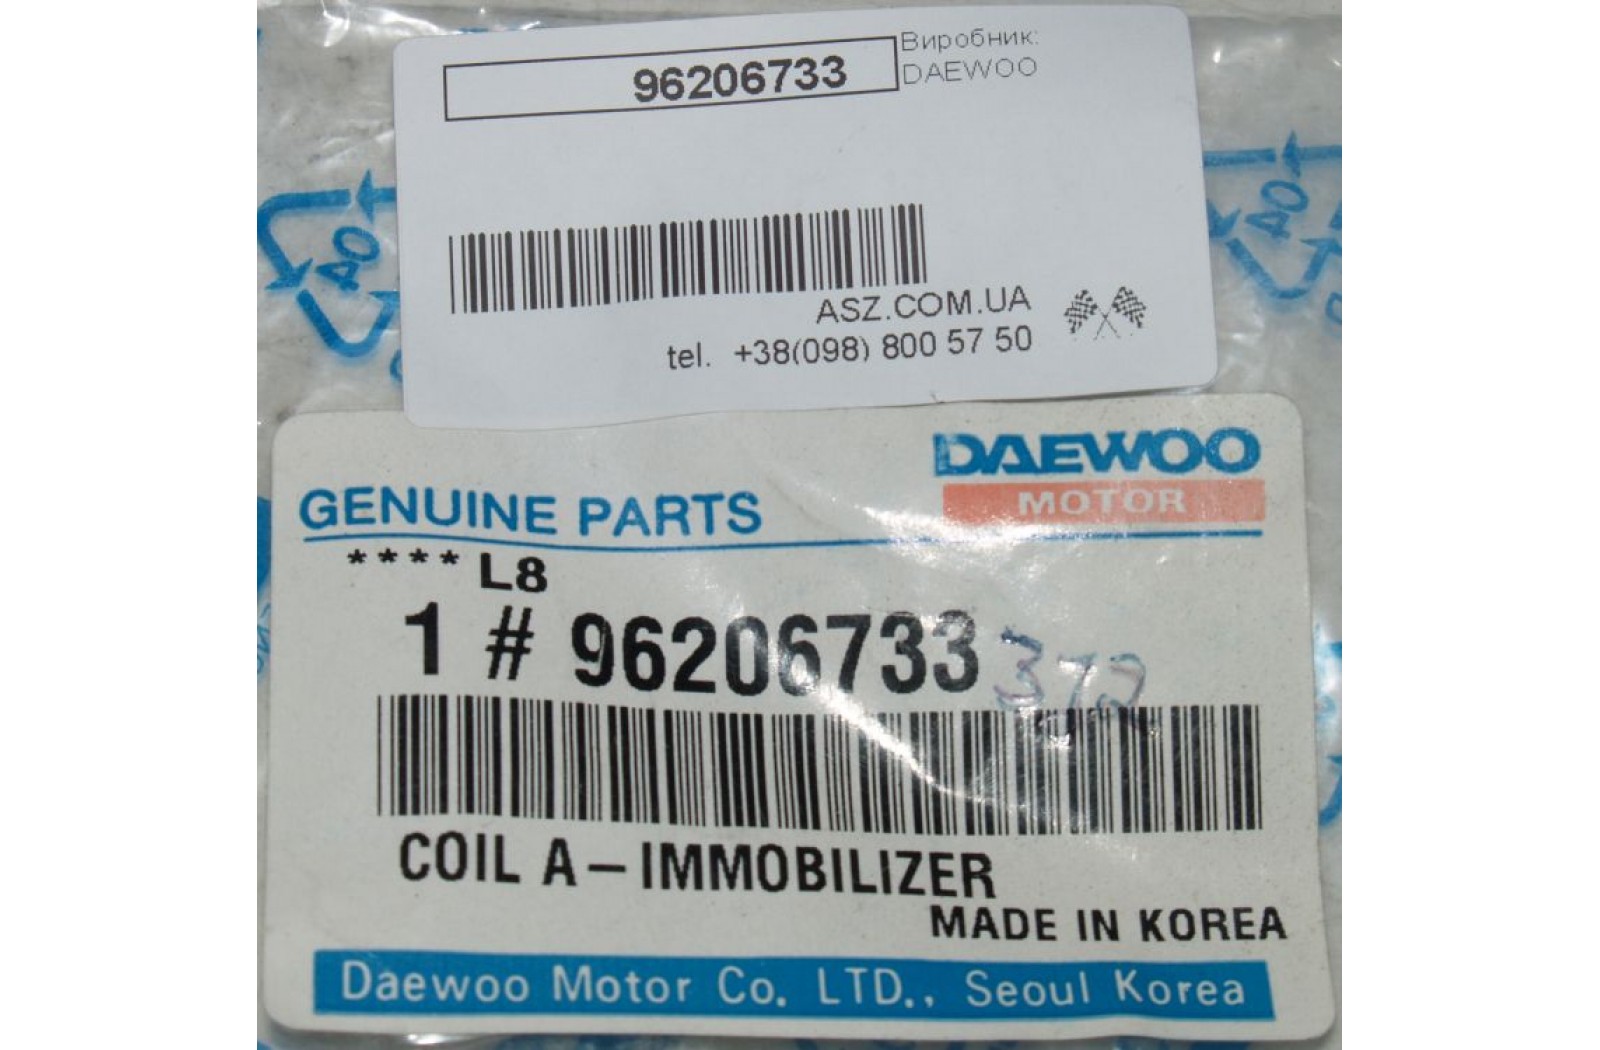 96206733
Виробник:
DAEWOO
ASZ.COM.UA
tel. +38(098) 800 57 50
DAEWOO
MOTOR
GENUINE PARTS
**** L8
1 # 96206733
372
COIL A-IMMOBILIZER
MADE IN KOREA
Daewoo Motor Co. LTD., Seoul Korea